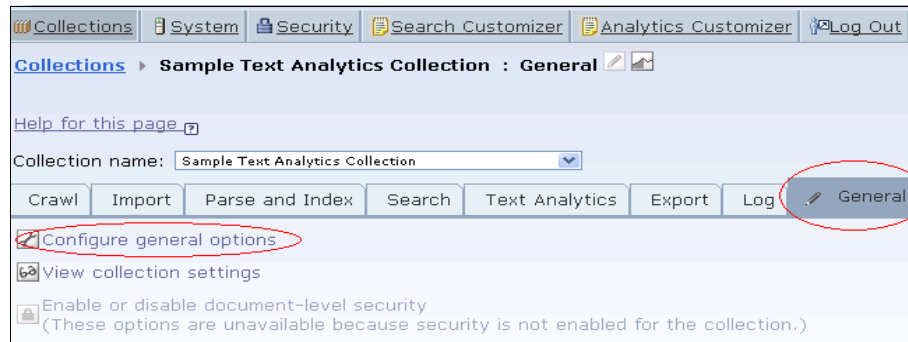 Collections System Security Search Customizer Analytics Customizer Log Out
Collections ▸ Sample Text Analytics Collection : General
Help for this page ?
Collection name: Sample Text Analytics Collection
Crawl Import Parse and Index Search Text Analytics Export Log General
Configure general options
View collection settings
Enable or disable document-level security
(These options are unavailable because security is not enabled for the collection.)